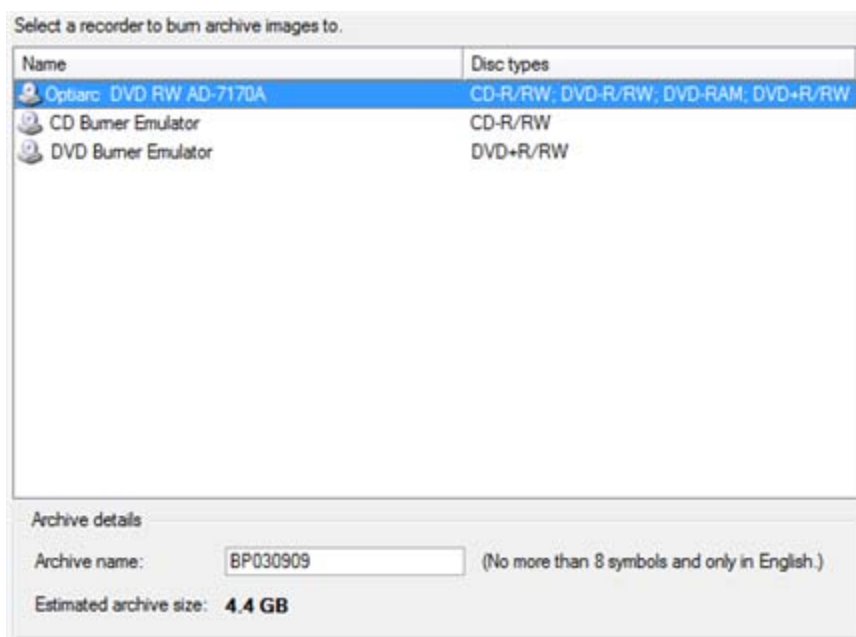 Select a recorder to burn archive images to.
Name Disc types
Optiarc DVD RW AD-7170A CD-R/RW; DVD-R/RW; DVD-RAM; DVD+R/RW
CD Burner Emulator CD-R/RW
DVD Burner Emulator DVD+R/RW
Archive details
Archive name: BP030909 (No more than 8 symbols and only in English.)
Estimated archive size: 4.4 GB